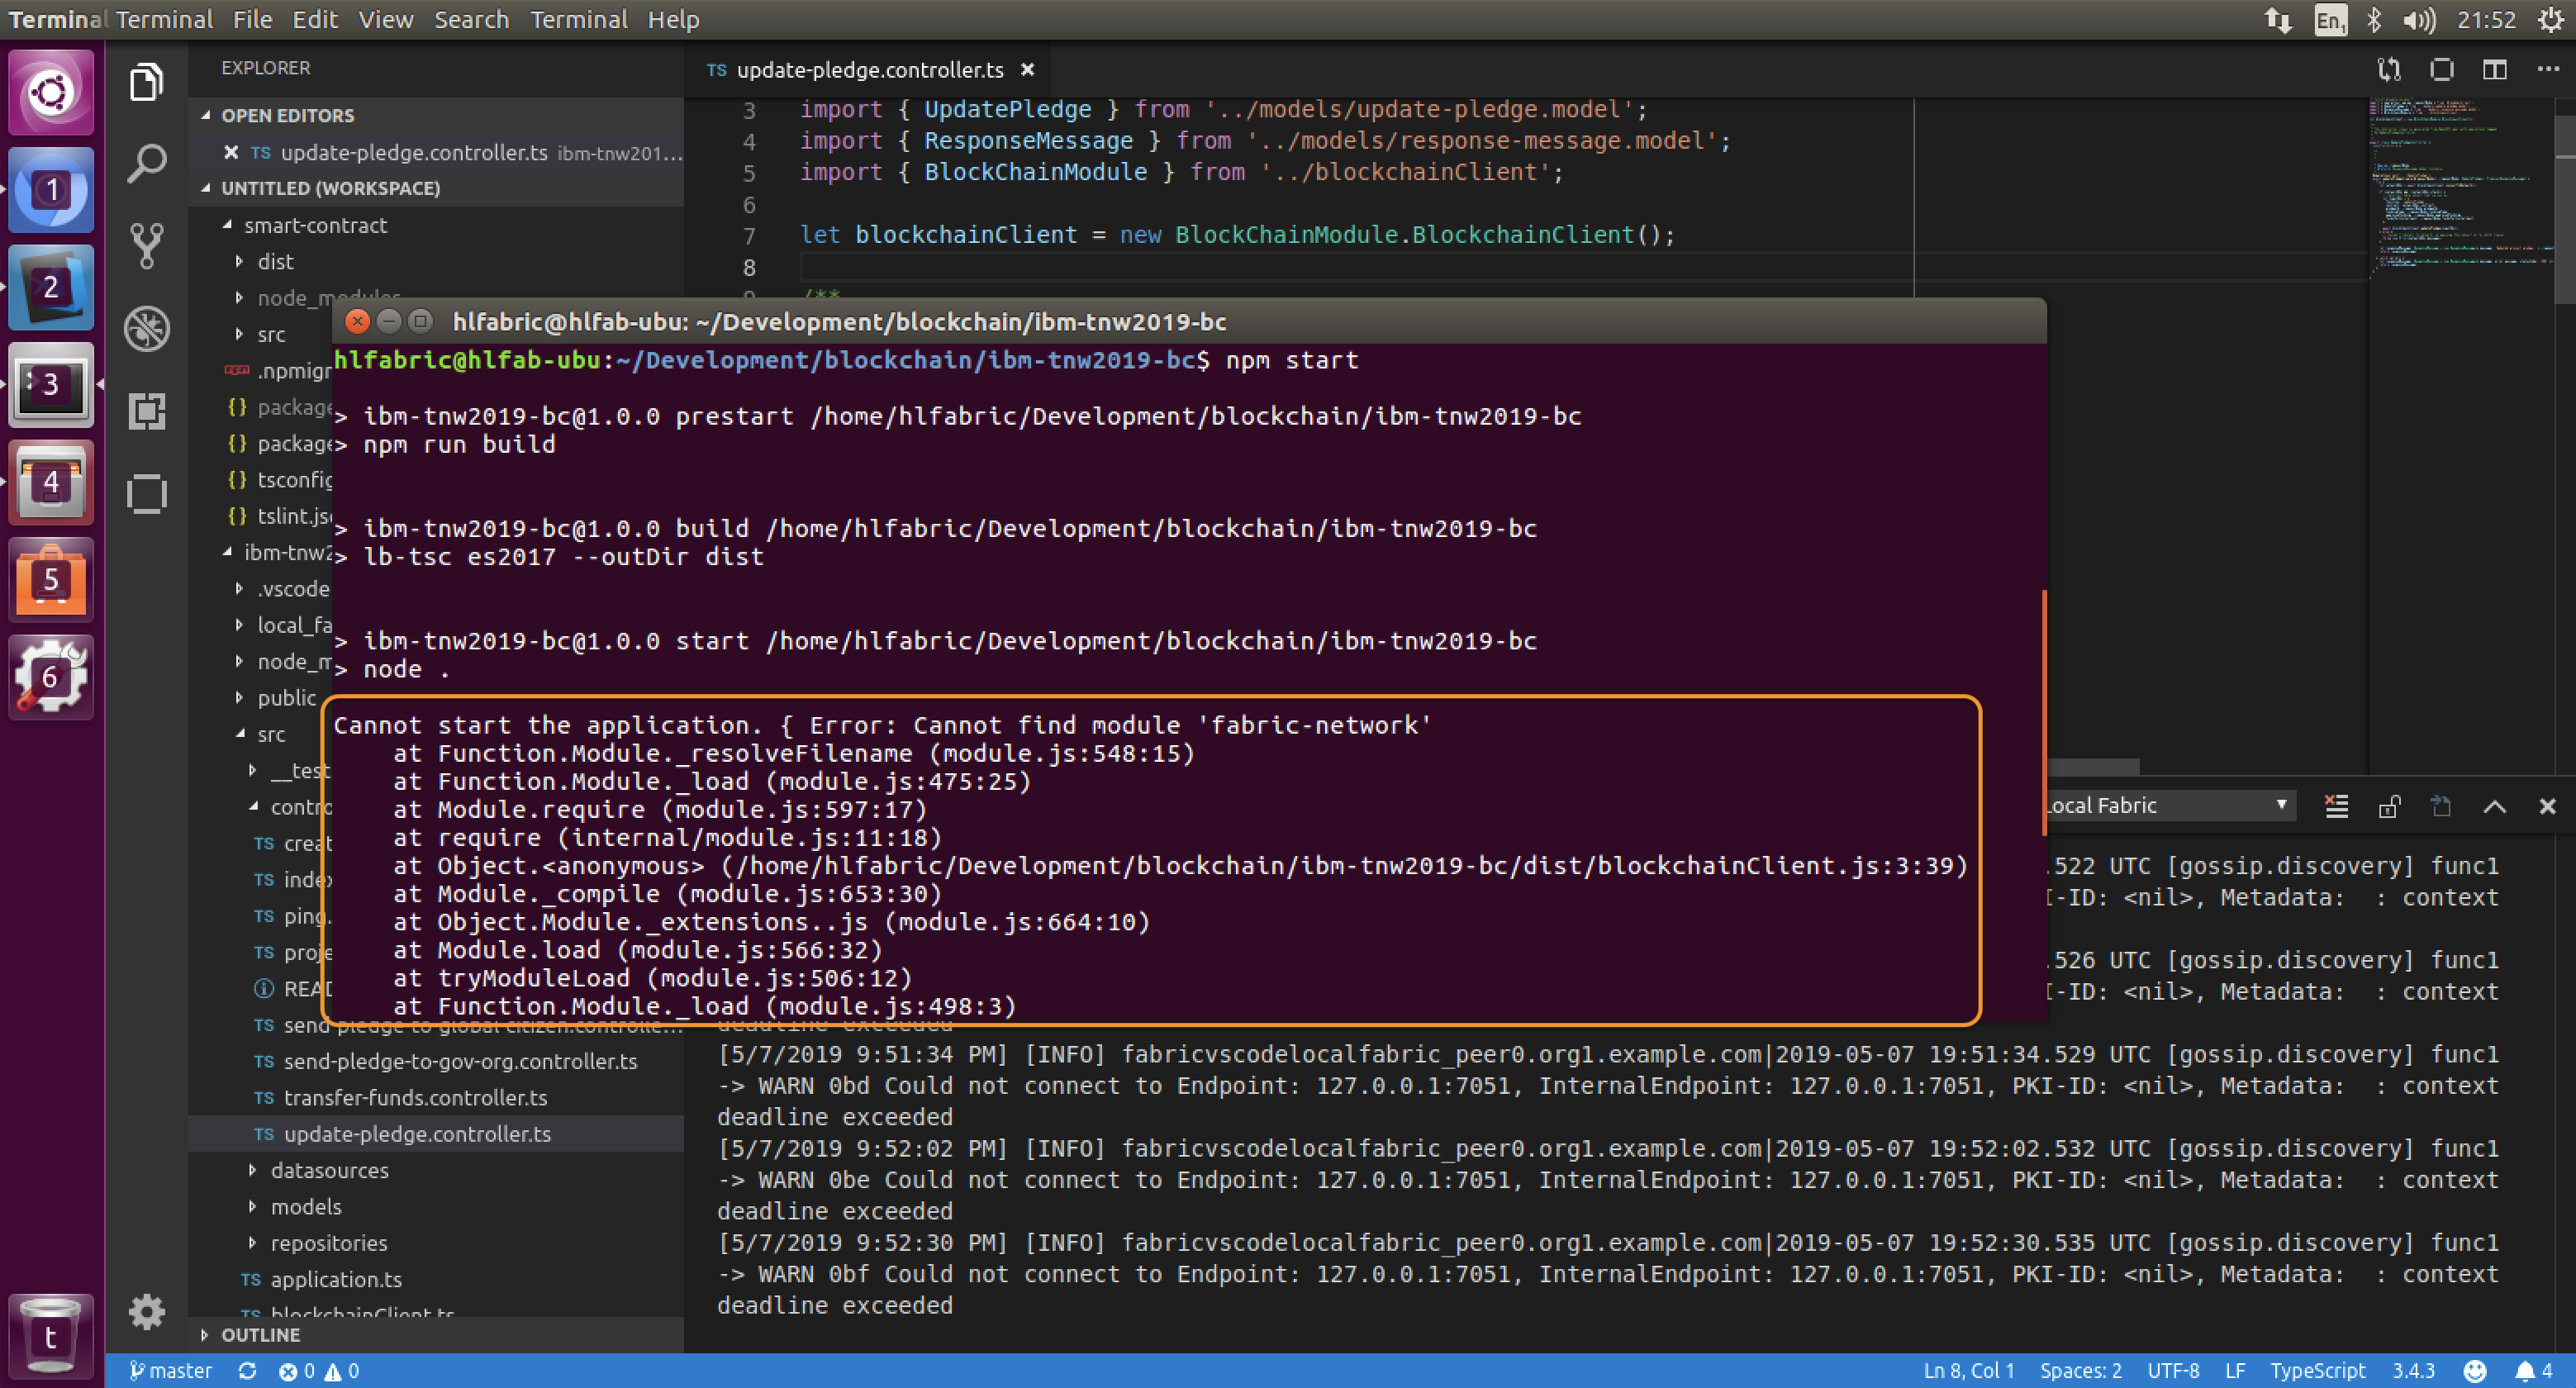 Terminal Terminal File Edit View Search Terminal Help
En1 21:52
1
2
3
4
5
6
t
EXPLORER
OPEN EDITORS
TS update-pledge.controller.ts ibm-tnw201...
UNTITLED (WORKSPACE)
smart-contract
dist
node_modules
src
.npmigr
package
package
tsconfig
tslint.js
ibm-tnw2
.vscode
local_fa
node_m
public
src
__test
contro
TS creat
TS index
TS ping.
TS proje
READ
TS send-pledge-to-global-citizen.controlle...
TS send-pledge-to-gov-org.controller.ts
TS transfer-funds.controller.ts
TS update-pledge.controller.ts
datasources
models
repositories
TS application.ts
TS blockchainClient.ts
OUTLINE
TS update-pledge.controller.ts
3 import { UpdatePledge } from '../models/update-pledge.model';
4 import { ResponseMessage } from '../models/response-message.model';
5 import { BlockChainModule } from '../blockchainClient';
6
7 let blockchainClient = new BlockChainModule.BlockchainClient();
8
9 /**
hlfabric@hlfab-ubu: ~/Development/blockchain/ibm-tnw2019-bc
hlfabric@hlfab-ubu:~/Development/blockchain/ibm-tnw2019-bc$ npm start
> ibm-tnw2019-bc@1.0.0 prestart /home/hlfabric/Development/blockchain/ibm-tnw2019-bc
> npm run build
> ibm-tnw2019-bc@1.0.0 build /home/hlfabric/Development/blockchain/ibm-tnw2019-bc
> lb-tsc es2017 --outDir dist
> ibm-tnw2019-bc@1.0.0 start /home/hlfabric/Development/blockchain/ibm-tnw2019-bc
> node .
Cannot start the application. { Error: Cannot find module 'fabric-network'
at Function.Module._resolveFilename (module.js:548:15)
at Function.Module._load (module.js:475:25)
at Module.require (module.js:597:17)
at require (internal/module.js:11:18)
at Object.<anonymous> (/home/hlfabric/Development/blockchain/ibm-tnw2019-bc/dist/blockchainClient.js:3:39)
at Module._compile (module.js:653:30)
at Object.Module._extensions..js (module.js:664:10)
at Module.load (module.js:566:32)
at tryModuleLoad (module.js:506:12)
at Function.Module._load (module.js:498:3)
Local Fabric
.522 UTC [gossip.discovery] func1
I-ID: <nil>, Metadata:  : context
.526 UTC [gossip.discovery] func1
I-ID: <nil>, Metadata:  : context
deadline exceeded
[5/7/2019 9:51:34 PM] [INFO] fabricvscodelocalfabric_peer0.org1.example.com|2019-05-07 19:51:34.529 UTC [gossip.discovery] func1
-> WARN 0bd Could not connect to Endpoint: 127.0.0.1:7051, InternalEndpoint: 127.0.0.1:7051, PKI-ID: <nil>, Metadata:  : context
deadline exceeded
[5/7/2019 9:52:02 PM] [INFO] fabricvscodelocalfabric_peer0.org1.example.com|2019-05-07 19:52:02.532 UTC [gossip.discovery] func1
-> WARN 0be Could not connect to Endpoint: 127.0.0.1:7051, InternalEndpoint: 127.0.0.1:7051, PKI-ID: <nil>, Metadata:  : context
deadline exceeded
[5/7/2019 9:52:30 PM] [INFO] fabricvscodelocalfabric_peer0.org1.example.com|2019-05-07 19:52:30.535 UTC [gossip.discovery] func1
-> WARN 0bf Could not connect to Endpoint: 127.0.0.1:7051, InternalEndpoint: 127.0.0.1:7051, PKI-ID: <nil>, Metadata:  : context
deadline exceeded
master 0 0 Ln 8, Col 1 Spaces: 2 UTF-8 LF TypeScript 3.4.3 4